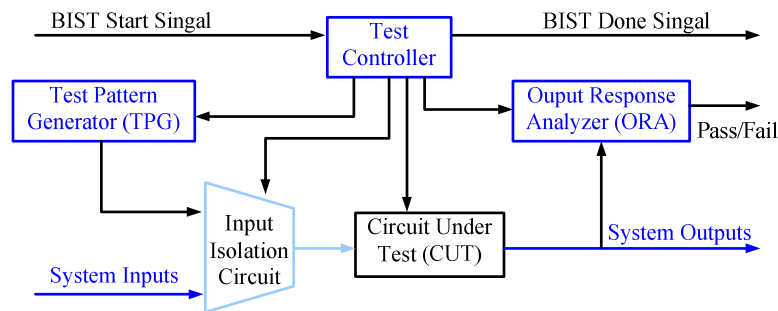 BIST Start Singal
Test
Controller
BIST Done Singal
Test Pattern
Generator (TPG)
Ouput Response
Analyzer (ORA)
Pass/Fail
Input
Isolation
Circuit
Circuit Under
Test (CUT)
System Outputs
System Inputs